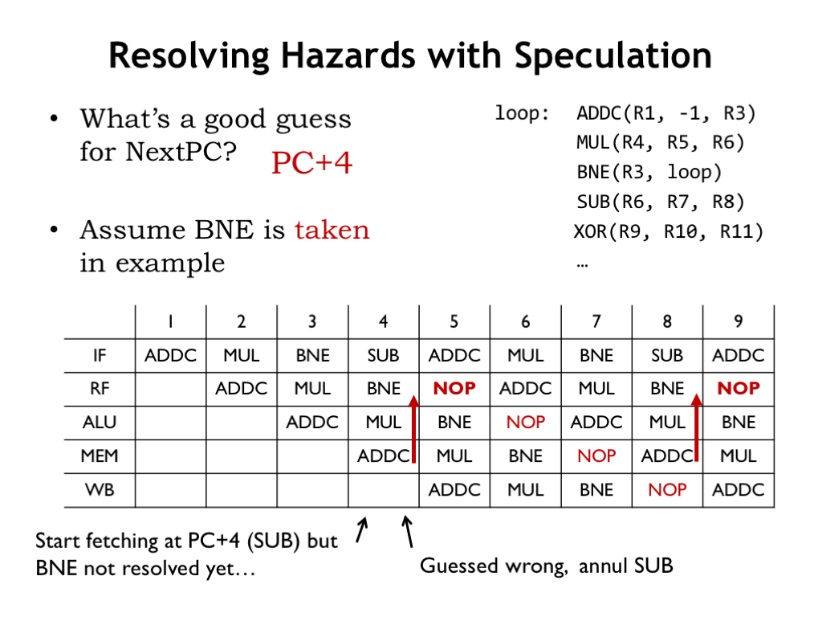 Resolving Hazards with Speculation
• What's a good guess
for NextPC? PC+4
• Assume BNE is taken
in example
loop: ADDC(R1, -1, R3)
MUL(R4, R5, R6)
BNE(R3, loop)
SUB(R6, R7, R8)
XOR(R9, R10, R11)
…
1 2 3 4 5 6 7 8 9
IF ADDC MUL BNE SUB ADDC MUL BNE SUB ADDC
RF ADDC MUL BNE NOP ADDC MUL BNE NOP
ALU ADDC MUL BNE NOP ADDC MUL BNE
MEM ADDC MUL BNE NOP ADDC MUL
WB ADDC MUL BNE NOP ADDC
Start fetching at PC+4 (SUB) but
BNE not resolved yet…
Guessed wrong, annul SUB